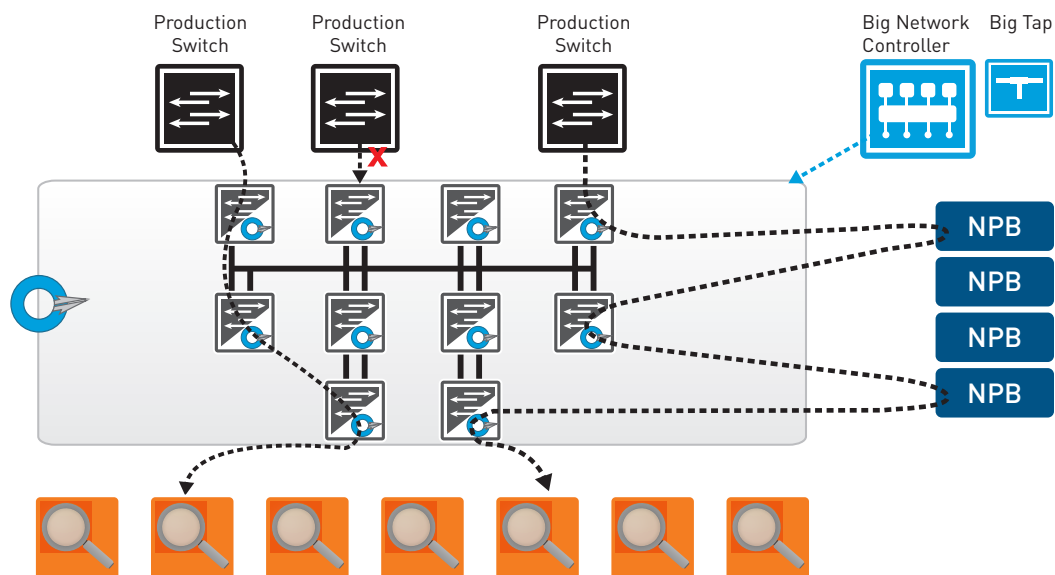 Production
Switch
Production
Switch
Production
Switch
Big Network
Controller
Big Tap
X
NPB
NPB
NPB
NPB